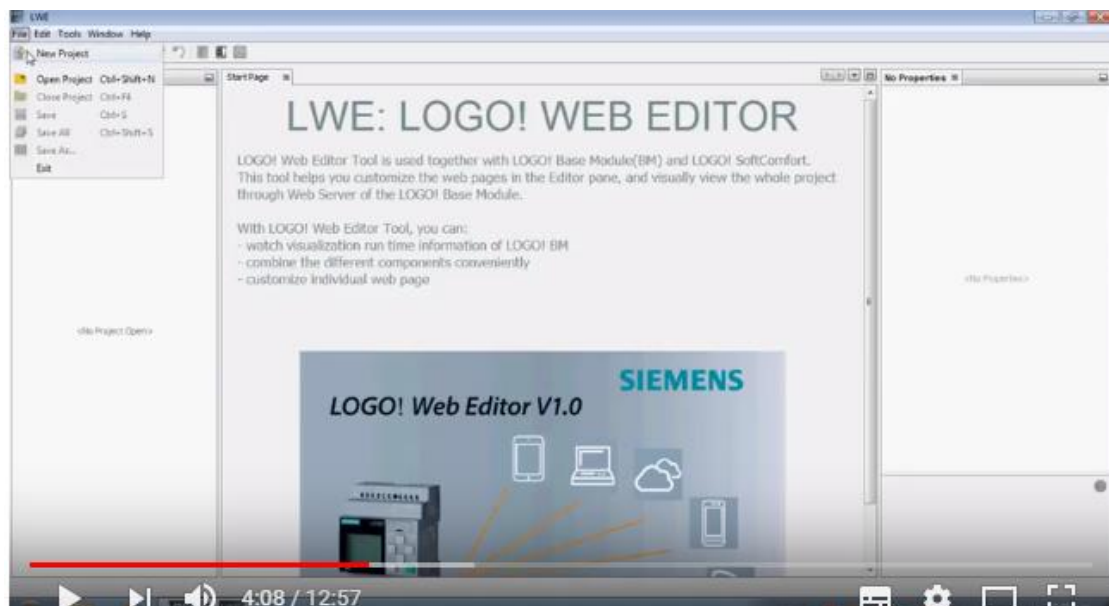 LWE
File Edit Tools Window Help
New Project
Open Project Ctrl+Shift+N
Close Project Ctrl+F4
Save Ctrl+S
Save All Ctrl+Shift+S
Save As...
Exit
<No Project Open>
Start Page
LWE: LOGO! WEB EDITOR
LOGO! Web Editor Tool is used together with LOGO! Base Module(BM) and LOGO! SoftComfort.
This tool helps you customize the web pages in the Editor pane, and visually view the whole project
through Web Server of the LOGO! Base Module.
With LOGO! Web Editor Tool, you can:
- watch visualization run time information of LOGO! BM
- combine the different components conveniently
- customize individual web page
SIEMENS
LOGO! Web Editor V1.0
No Properties
<No Properties>
4:08 / 12:57